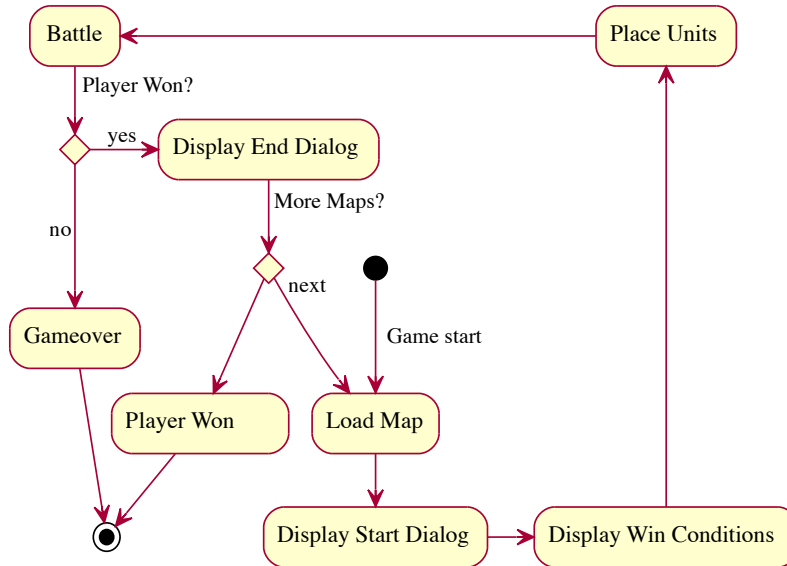 Battle
Place Units
Player Won?
yes
Display End Dialog
More Maps?
no
next
Gameover
Game start
Player Won
Load Map
Display Start Dialog
Display Win Conditions